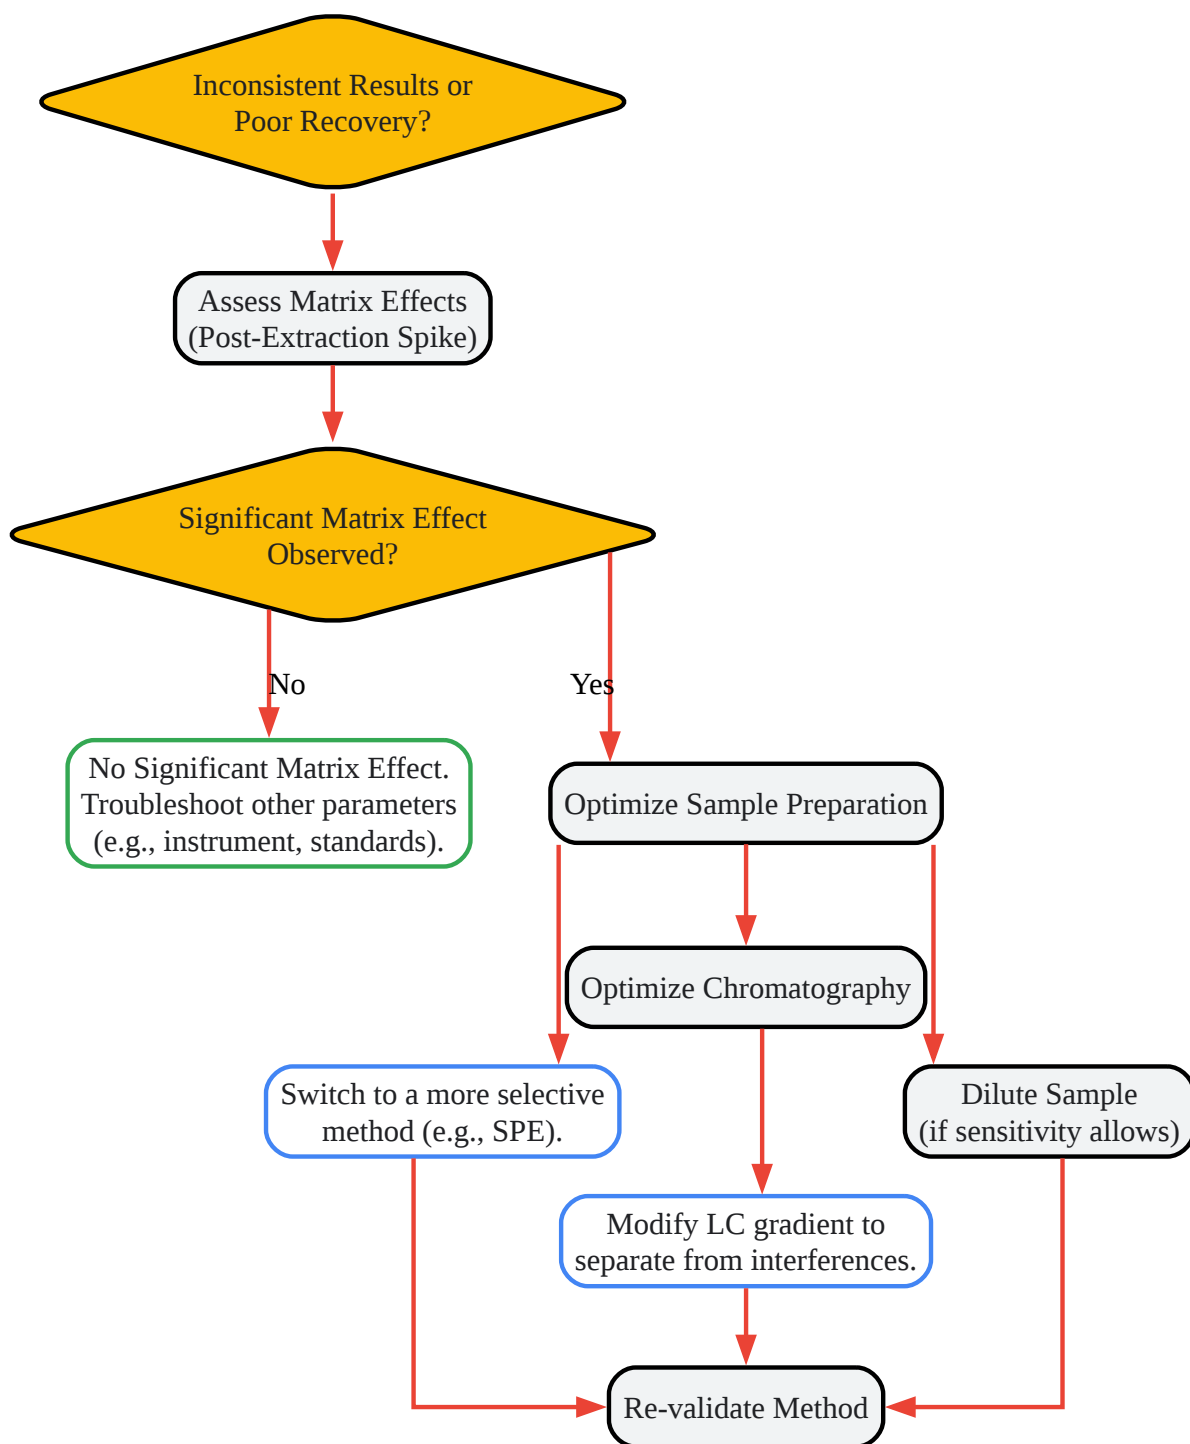 Inconsistent Results or
Poor Recovery?
Assess Matrix Effects
(Post-Extraction Spike)
Significant Matrix Effect
Observed?
No
Yes
No Significant Matrix Effect.
Troubleshoot other parameters
(e.g., instrument, standards).
Optimize Sample Preparation
Optimize Chromatography
Switch to a more selective
method (e.g., SPE).
Dilute Sample
(if sensitivity allows)
Modify LC gradient to
separate from interferences.
Re-validate Method